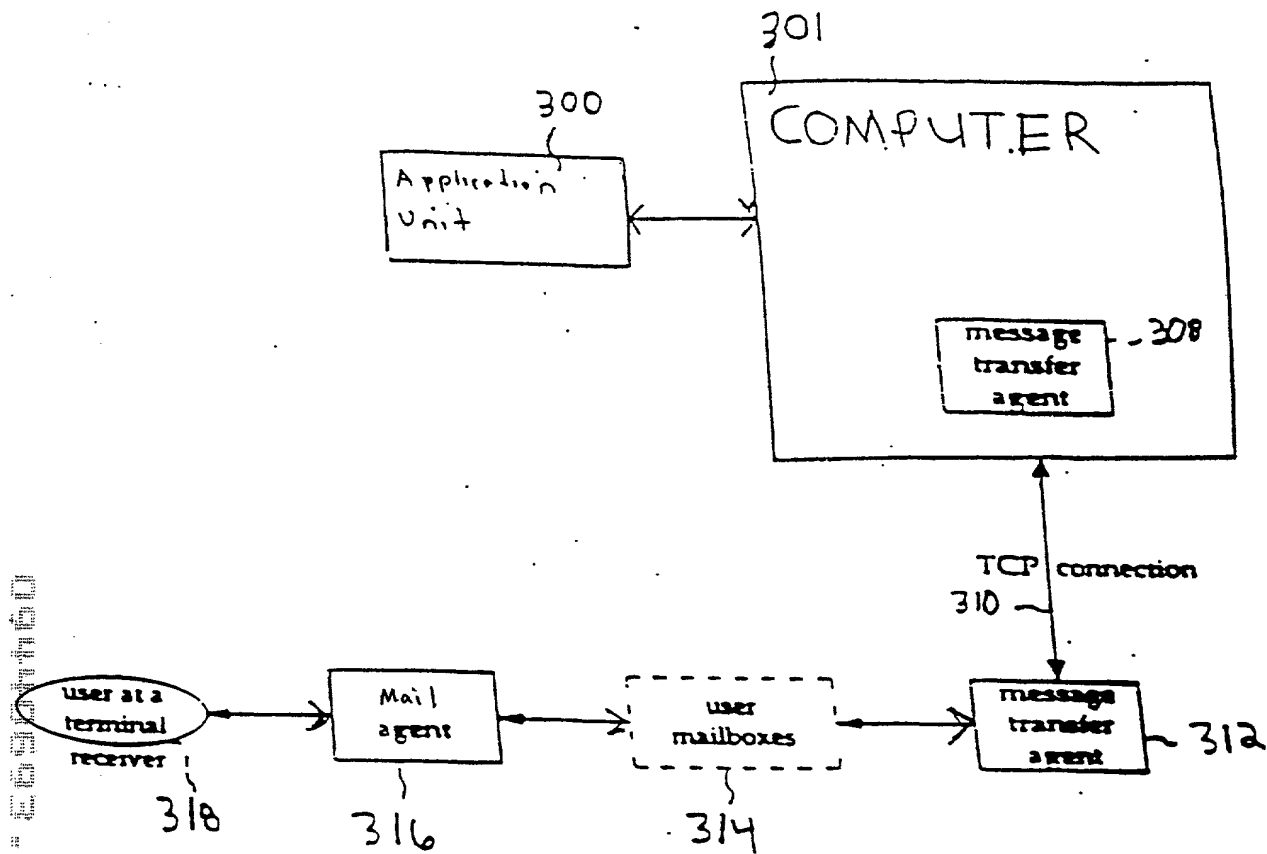 301
COMPUTER
300
Application
Unit
message
transfer
agent
308
TCP connection
310
user at a
terminal
receiver
Mail
agent
user
mailboxes
message
transfer
agent
312
318
316
314